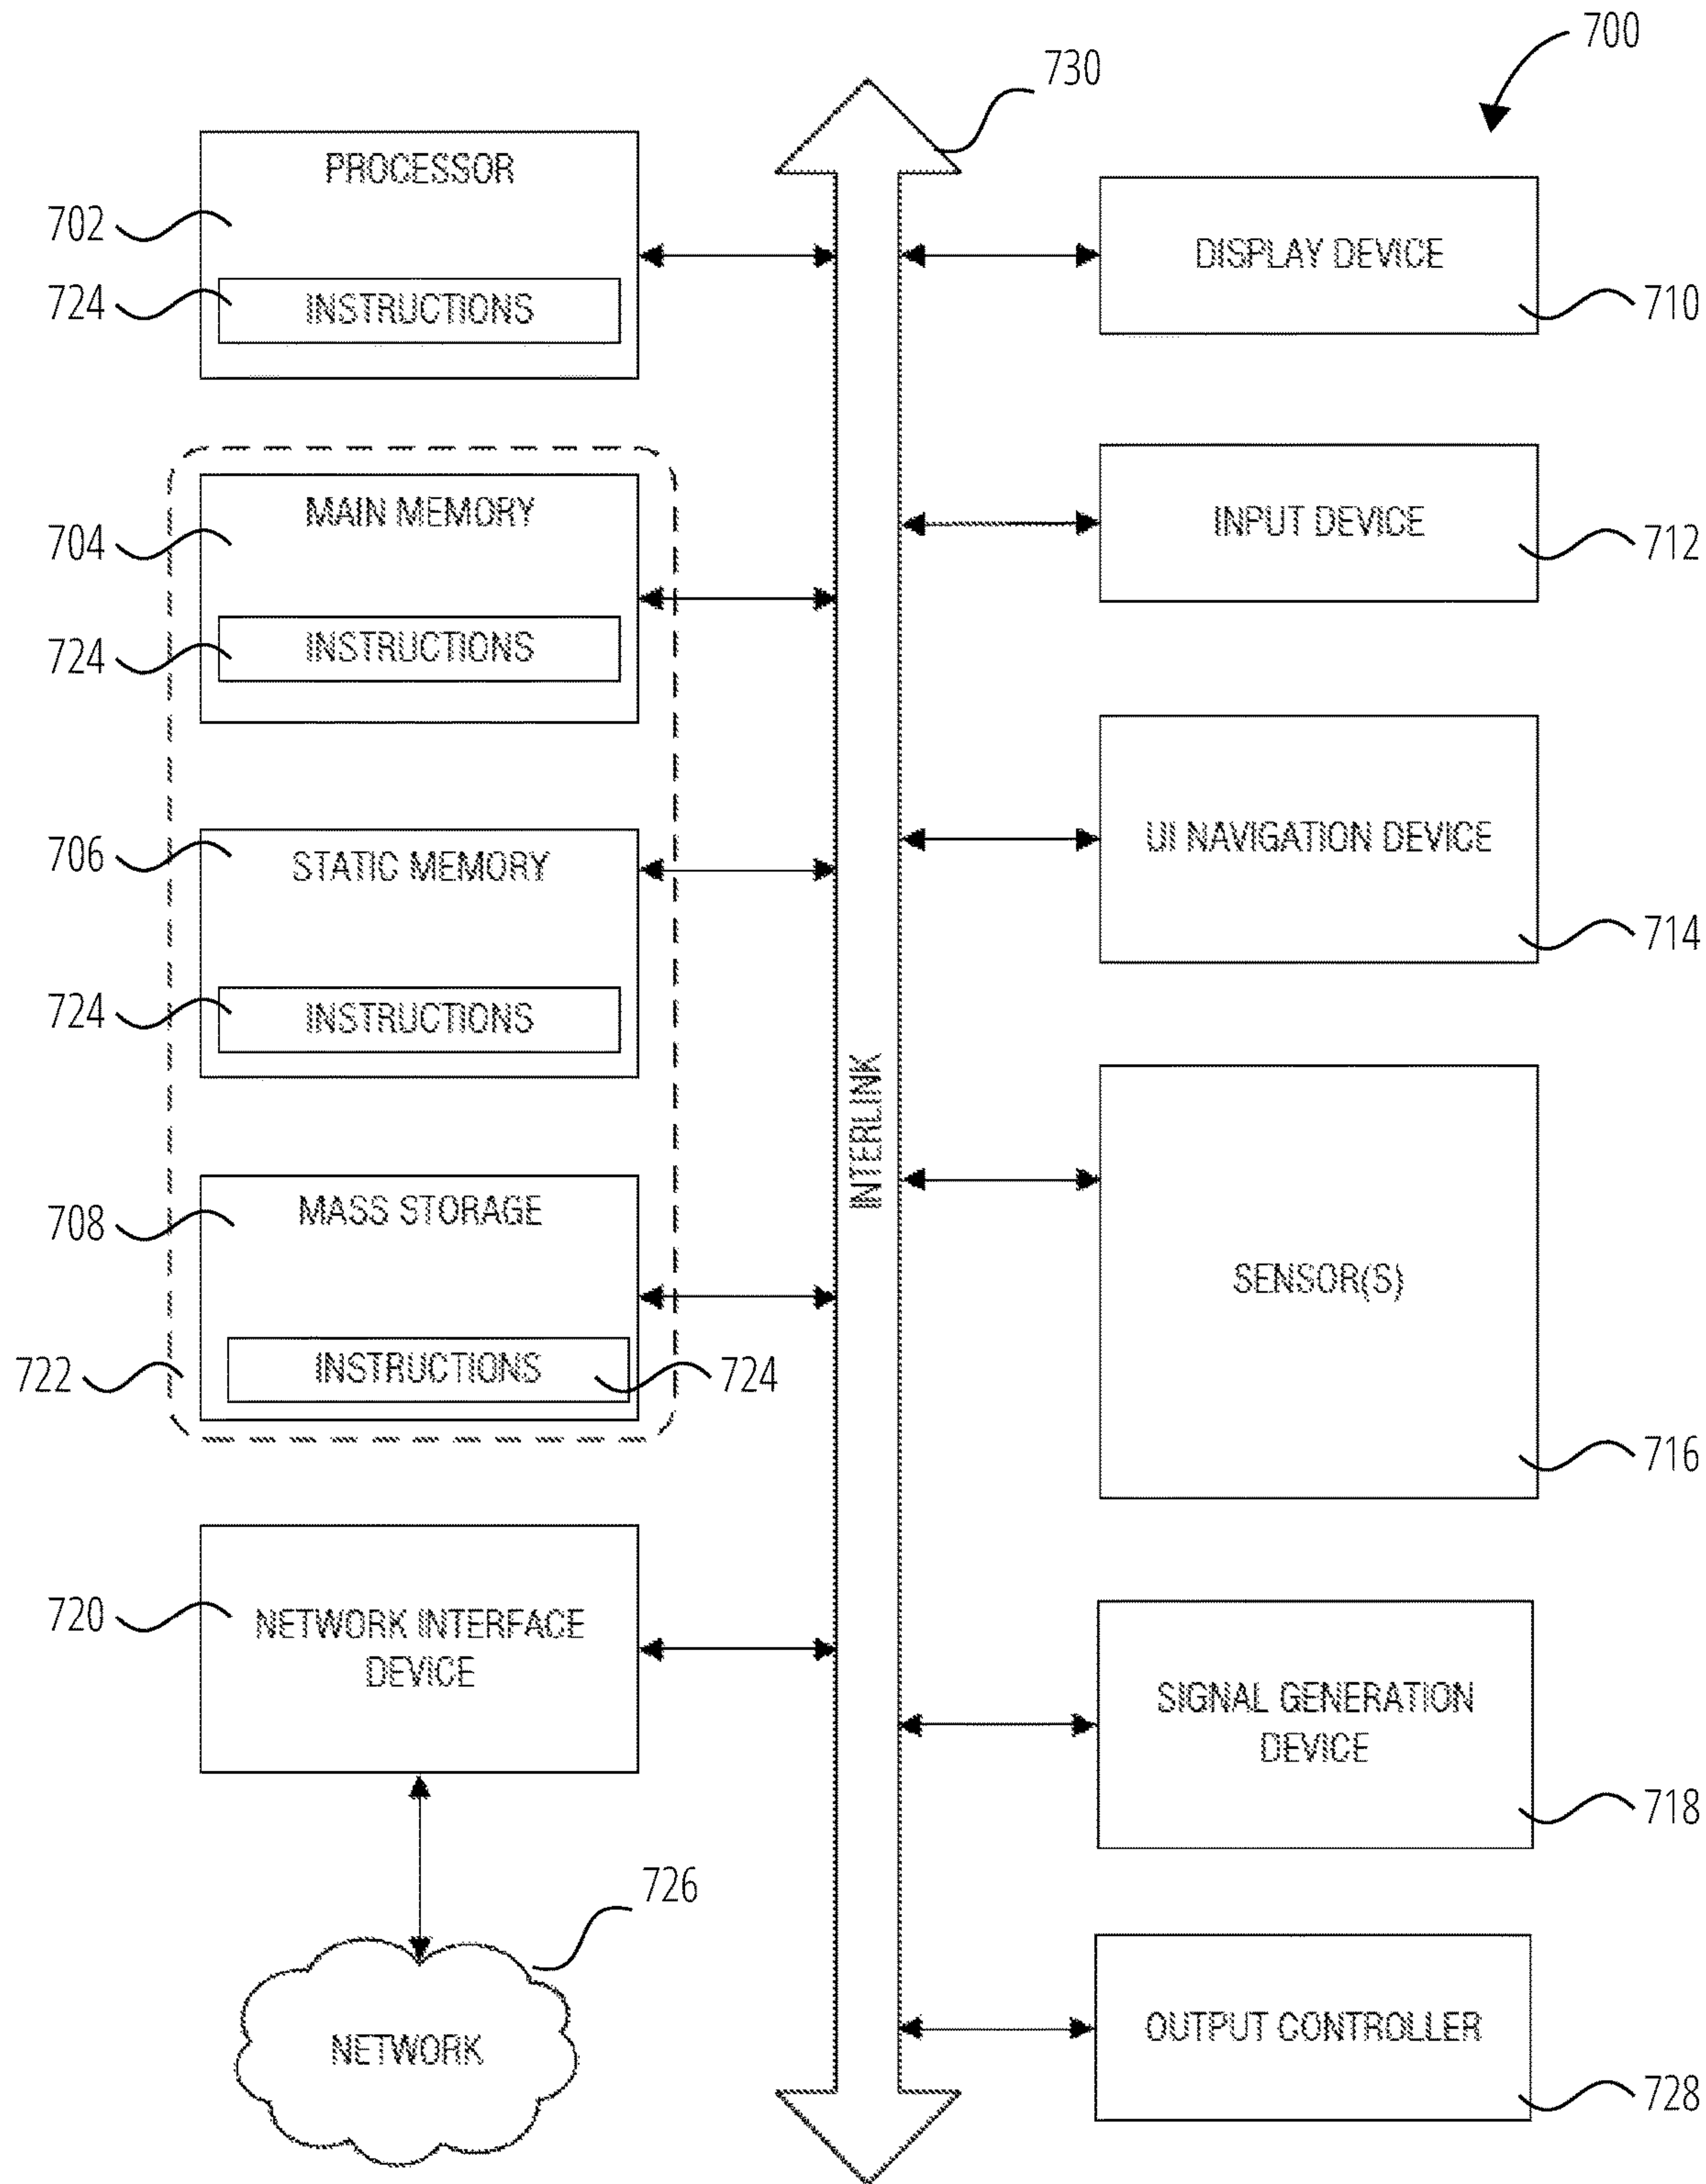 700
730
PROCESSOR
702
724
INSTRUCTIONS
DISPLAY DEVICE
710
MAIN MEMORY
704
724
INSTRUCTIONS
INPUT DEVICE
712
706
STATIC MEMORY
724
INSTRUCTIONS
UI NAVIGATION DEVICE
714
INTERLINK
708
MASS STORAGE
722
INSTRUCTIONS
724
SENSOR(S)
716
720
NETWORK INTERFACE
DEVICE
SIGNAL GENERATION
DEVICE
718
726
NETWORK
OUTPUT CONTROLLER
728